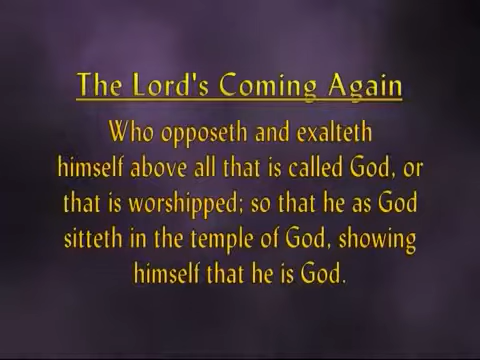 The Lord's Coming Again
Who opposeth and exalteth
himself above all that is called God, or
that is worshipped; so that he as God
sitteth in the temple of God, showing
himself that he is God.